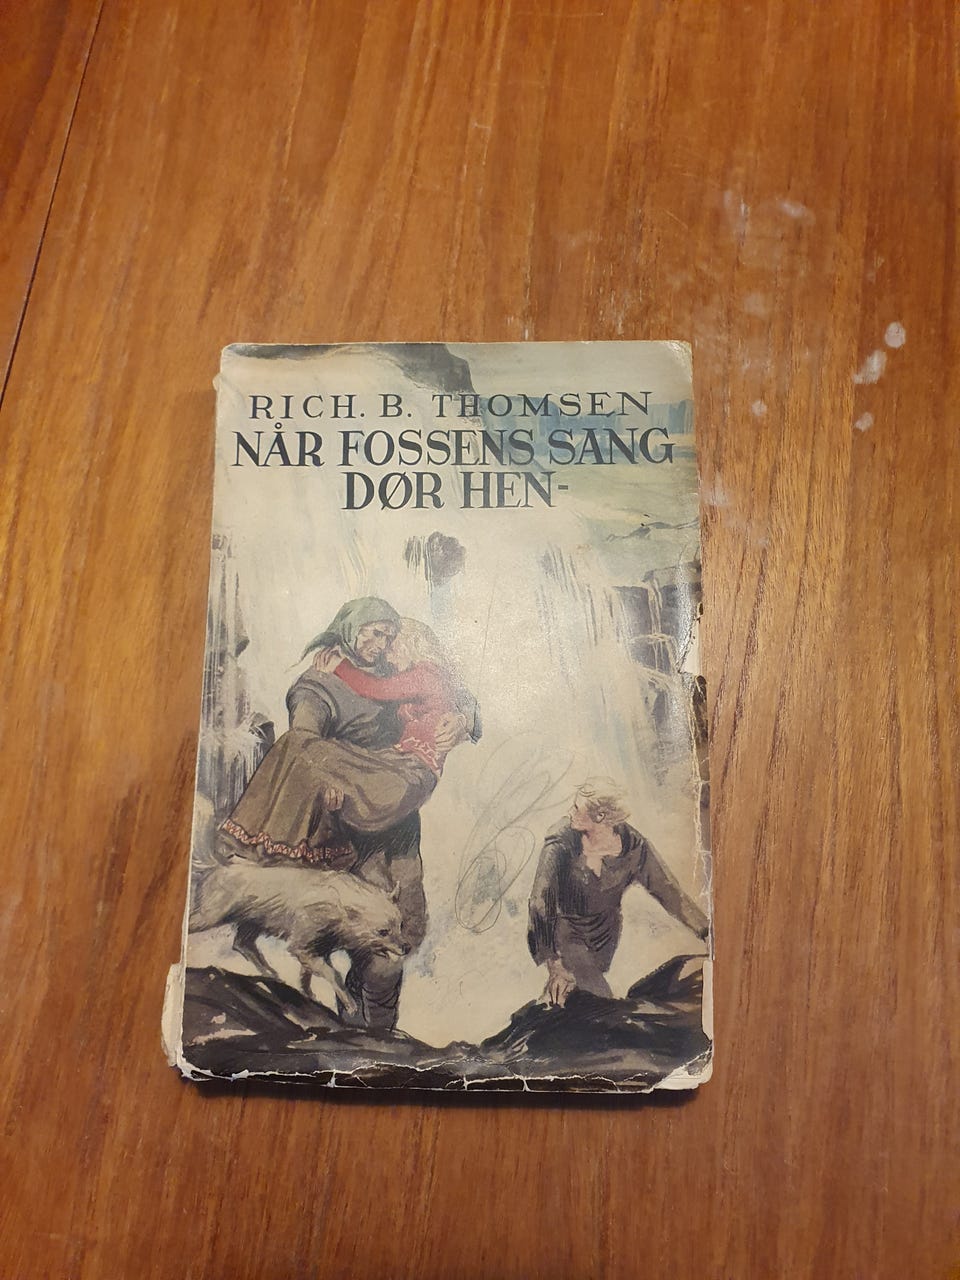 RICH. B. THOMSEN
NÅR FOSSENS SANG
DØR HEN-